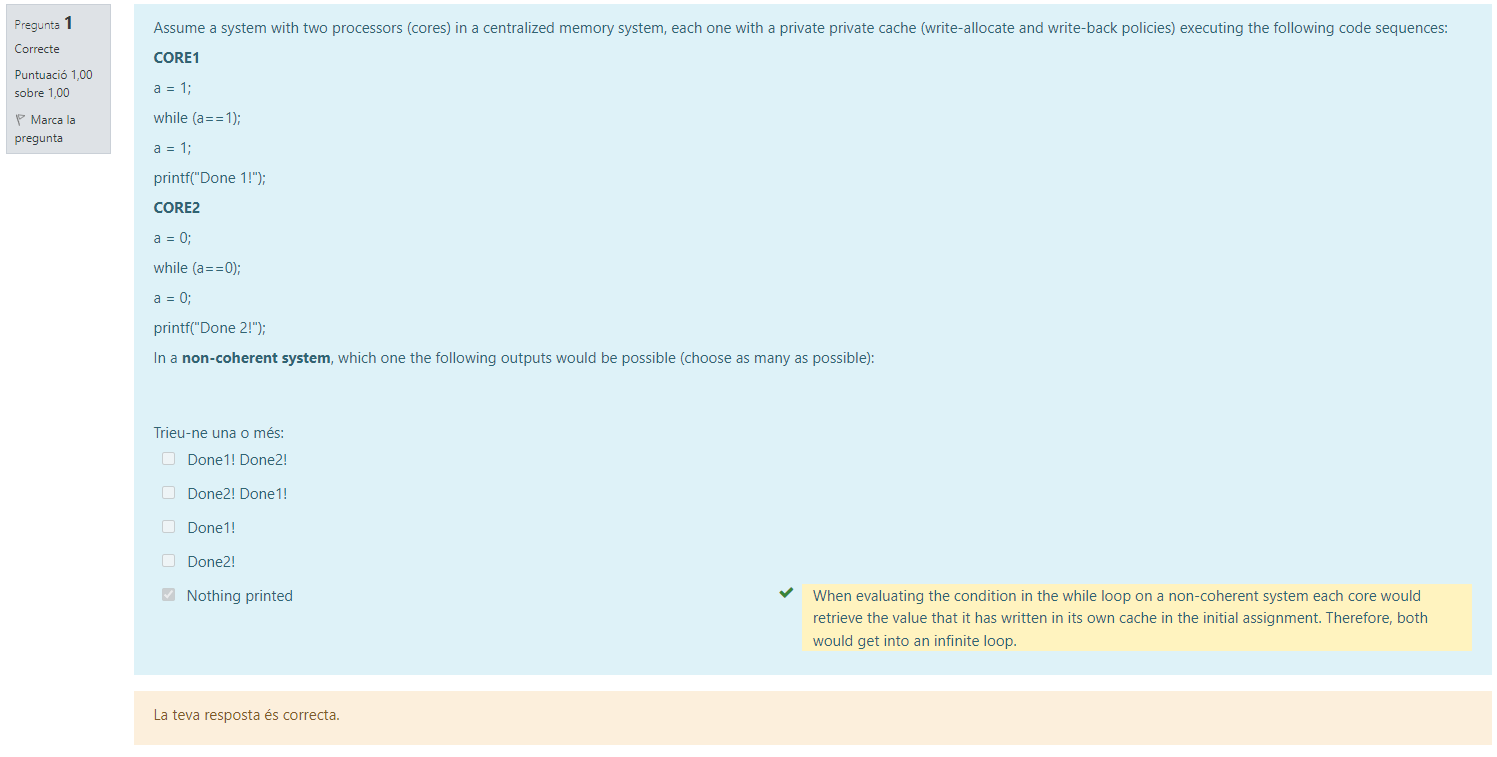 Pregunta 1
Correcte
Puntuació 1,00
sobre 1,00
Marca la
pregunta
Assume a system with two processors (cores) in a centralized memory system, each one with a private private cache (write-allocate and write-back policies) executing the following code sequences:
CORE1
a = 1;
while (a==1);
a = 1;
printf("Done 1!");
CORE2
a = 0;
while (a==0);
a = 0;
printf("Done 2!");
In a non-coherent system, which one the following outputs would be possible (choose as many as possible):
Trieu-ne una o més:
Done1! Done2!
Done2! Done1!
Done1!
Done2!
Nothing printed
When evaluating the condition in the while loop on a non-coherent system each core would
retrieve the value that it has written in its own cache in the initial assignment. Therefore, both
would get into an infinite loop.
La teva resposta és correcta.